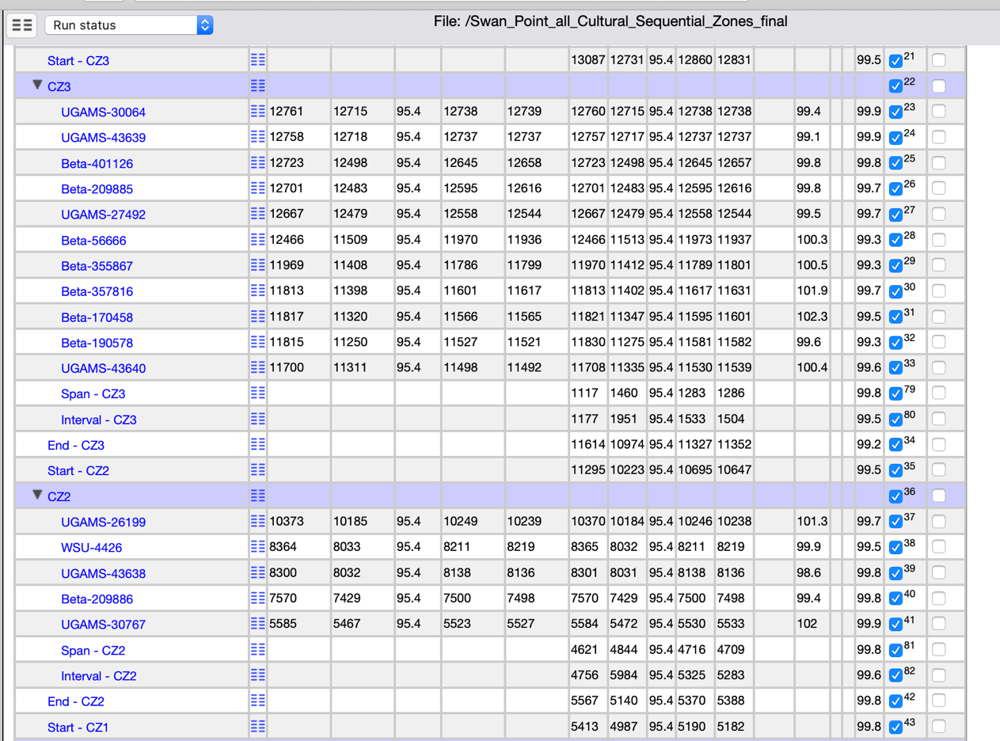 Run status File: /Swan_Point_all_Cultural_Sequential_Zones_final
Start - CZ3 13087 12731 95.4 12860 12831 99.5 21
CZ3 22
UGAMS-30064 12761 12715 95.4 12738 12739 12760 12715 95.4 12738 12738 99.4 99.9 23
UGAMS-43639 12758 12718 95.4 12737 12737 12757 12717 95.4 12737 12737 99.1 99.9 24
Beta-401126 12723 12498 95.4 12645 12658 12723 12498 95.4 12645 12657 99.8 99.8 25
Beta-209885 12701 12483 95.4 12595 12616 12701 12483 95.4 12595 12616 99.8 99.7 26
UGAMS-27492 12667 12479 95.4 12558 12544 12667 12479 95.4 12558 12544 99.5 99.7 27
Beta-56666 12466 11509 95.4 11970 11936 12466 11513 95.4 11973 11937 100.3 99.3 28
Beta-355867 11969 11408 95.4 11786 11799 11970 11412 95.4 11789 11801 100.5 99.3 29
Beta-357816 11813 11398 95.4 11601 11617 11813 11402 95.4 11617 11631 101.9 99.7 30
Beta-170458 11817 11320 95.4 11566 11565 11821 11347 95.4 11595 11601 102.3 99.5 31
Beta-190578 11815 11250 95.4 11527 11521 11830 11275 95.4 11581 11582 99.6 99.3 32
UGAMS-43640 11700 11311 95.4 11498 11492 11708 11335 95.4 11530 11539 100.4 99.6 33
Span - CZ3 1117 1460 95.4 1283 1286 99.8 79
Interval - CZ3 1177 1951 95.4 1533 1504 99.5 80
End - CZ3 11614 10974 95.4 11327 11352 99.2 34
Start - CZ2 11295 10223 95.4 10695 10647 99.5 35
CZ2 36
UGAMS-26199 10373 10185 95.4 10249 10239 10370 10184 95.4 10246 10238 101.3 99.7 37
WSU-4426 8364 8033 95.4 8211 8219 8365 8032 95.4 8211 8219 99.9 99.5 38
UGAMS-43638 8300 8032 95.4 8138 8136 8301 8031 95.4 8138 8136 98.6 99.8 39
Beta-209886 7570 7429 95.4 7500 7498 7570 7429 95.4 7500 7498 99.4 99.8 40
UGAMS-30767 5585 5467 95.4 5523 5527 5584 5472 95.4 5530 5533 102 99.9 41
Span - CZ2 4621 4844 95.4 4716 4709 99.8 81
Interval - CZ2 4756 5984 95.4 5325 5283 99.6 82
End - CZ2 5567 5140 95.4 5370 5388 99.8 42
Start - CZ1 5413 4987 95.4 5190 5182 99.8 43